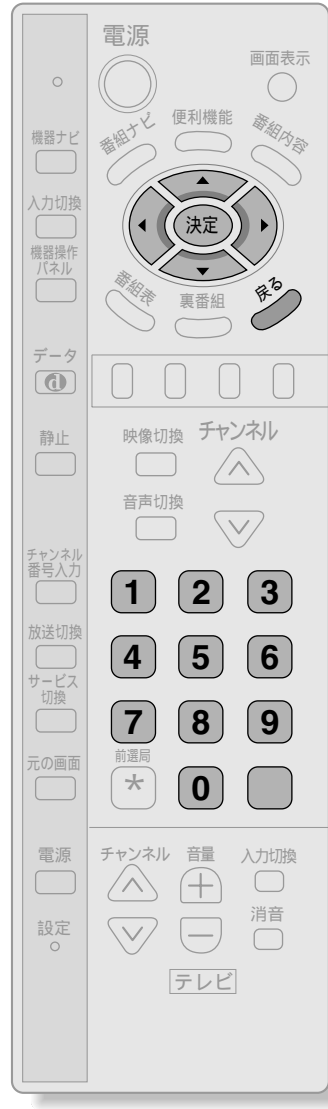 電源
画面表示
機器ナビ
番組ナビ
便利機能
番組内容
入力切換
決定
機器操作
パネル
番組表
裏番組
戻る
データ
d
静止
映像切換
チャンネル
音声切換
チャンネル
番号入力
1 2 3
放送切換
4 5 6
サービス
切換
7 8 9
元の画面
前選局
* 0
電源
チャンネル
音量
入力切換
設定
消音
テレビ